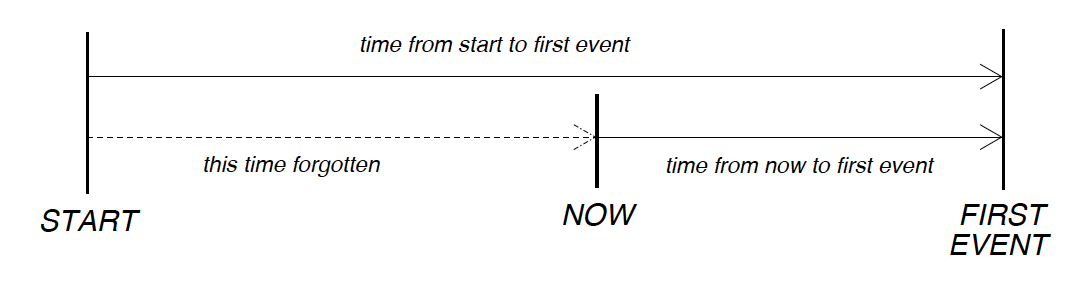 time from start to first event
this time forgotten
time from now to first event
START
NOW
FIRST
EVENT